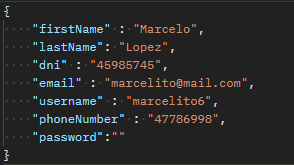 {
"firstName" : "Marcelo",
"lastName": "Lopez",
"dni" : "45985745",
"email" : "marcelito@mail.com",
"username" : "marcelito6",
"phoneNumber" : "47786998",
"password":""
}